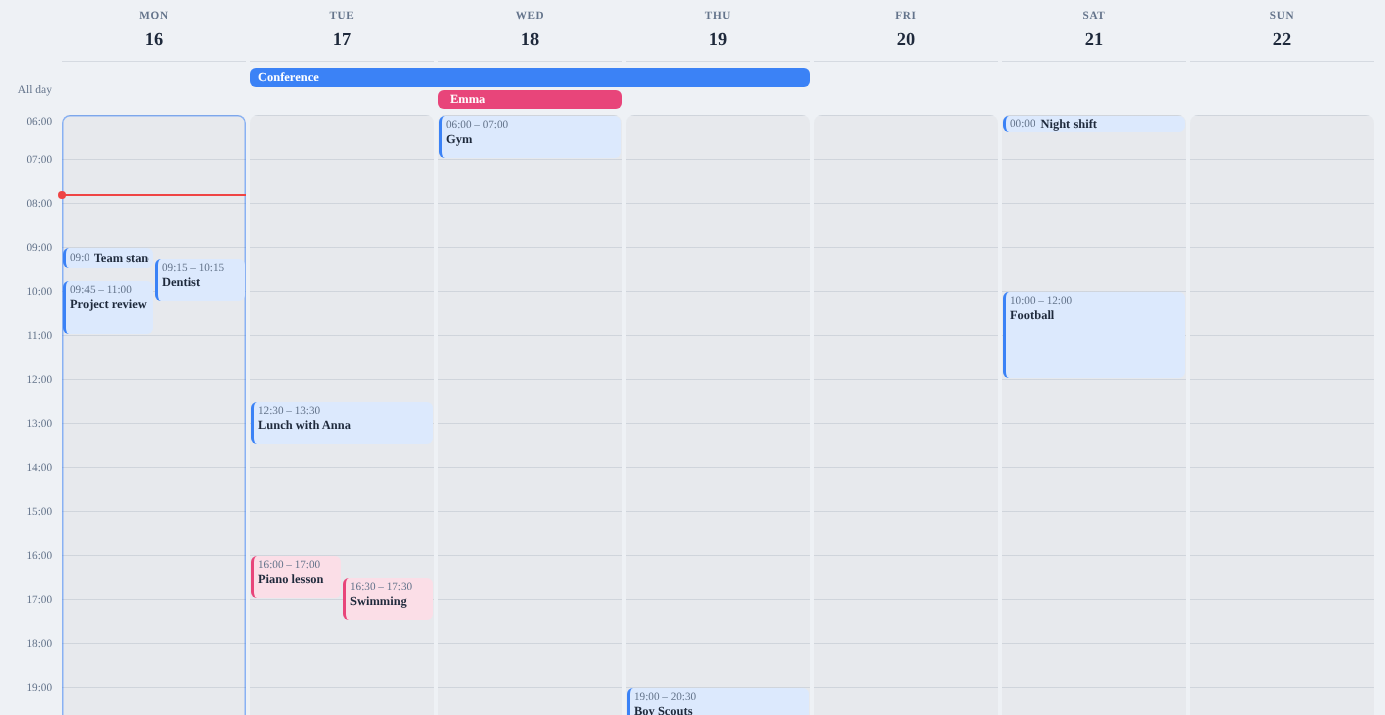 MON TUE WED THU FRI SAT SUN
16 17 18 19 20 21 22
All day
Conference
Emma
06:00
07:00
08:00
09:00
10:00
11:00
12:00
13:00
14:00
15:00
16:00
17:00
18:00
19:00
09:0 Team stan
09:15 – 10:15
Dentist
09:45 – 11:00
Project review
12:30 – 13:30
Lunch with Anna
16:00 – 17:00
Piano lesson
16:30 – 17:30
Swimming
06:00 – 07:00
Gym
19:00 – 20:30
Boy Scouts
00:00 Night shift
10:00 – 12:00
Football